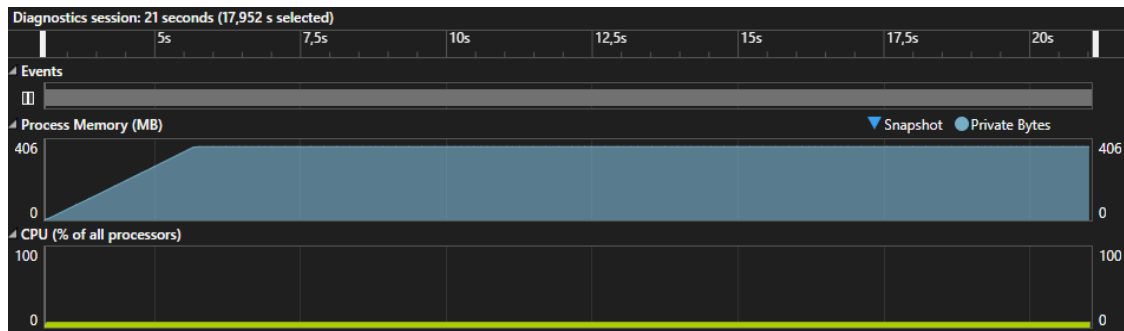 Diagnostics session: 21 seconds (17,952 s selected)
5s 7,5s 10s 12,5s 15s 17,5s 20s
Events
Process Memory (MB) Snapshot Private Bytes
406 406
0 0
CPU (% of all processors)
100 100
0 0